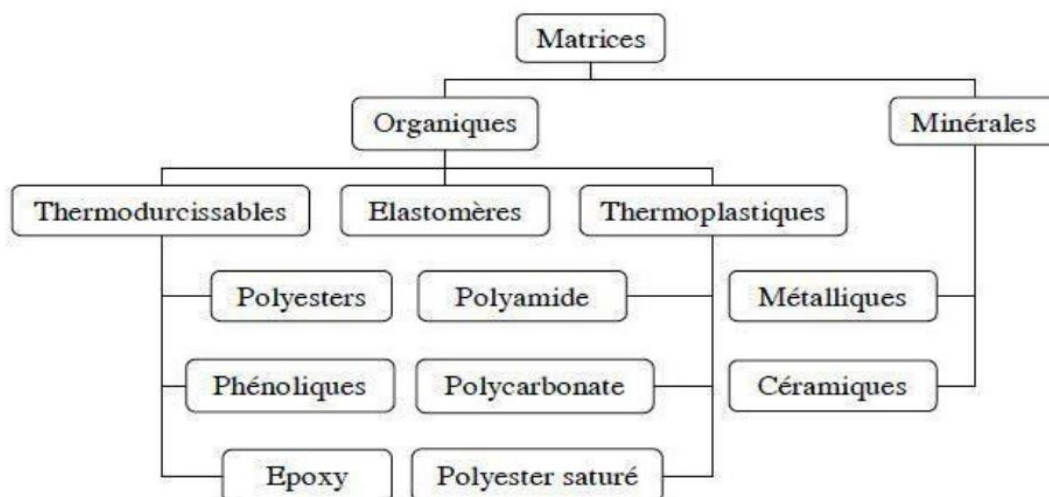 Matrices
Organiques
Minérales
Thermodurcissables
Elastomères
Thermoplastiques
Polyesters
Polyamide
Métalliques
Phénoliques
Polycarbonate
Céramiques
Epoxy
Polyester saturé